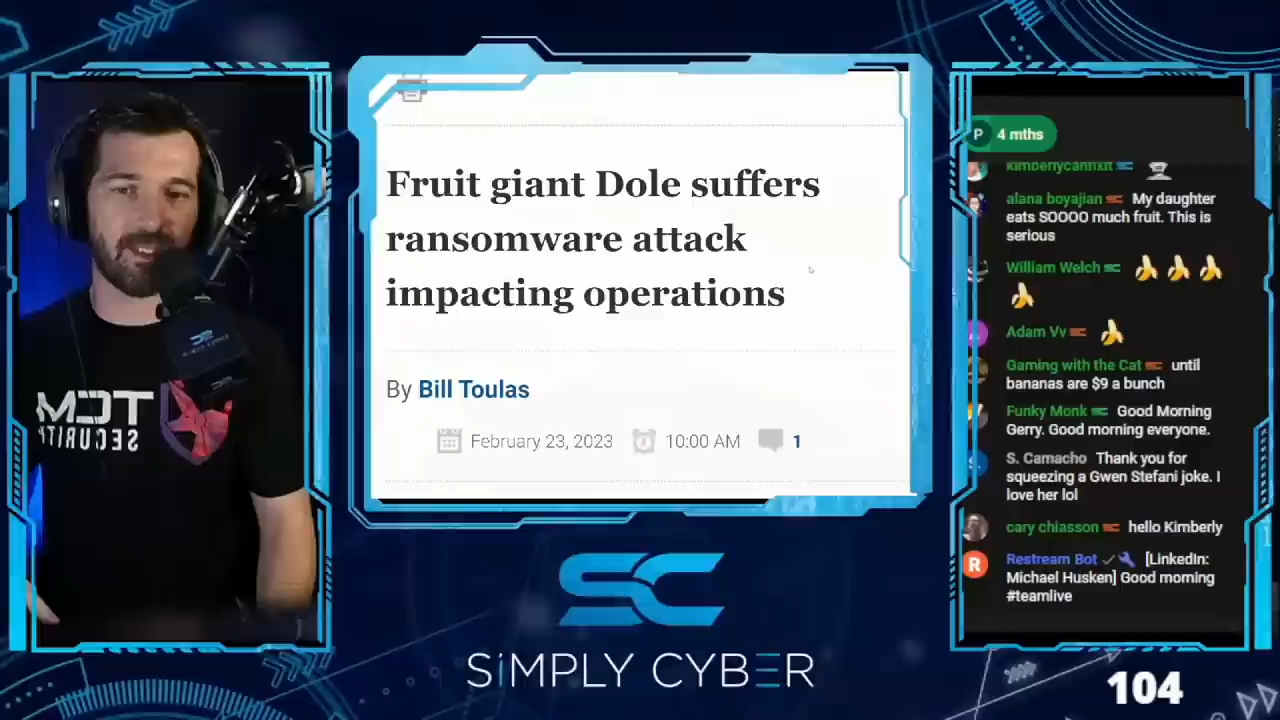 Fruit giant Dole suffers
ransomware attack
impacting operations
By Bill Toulas
February 23, 2023 10:00 AM 1
TCM
SECURITY
SC
SIMPLY CYBER
P 4 mths
kimberlycanfixit
alana boyajian My daughter
eats SOOOO much fruit. This is
serious
William Welch 🍌🍌🍌
🍌
Adam Vv 🍌
Gaming with the Cat until
bananas are $9 a bunch
Funky Monk Good Morning
Gerry. Good morning everyone.
S. Camacho Thank you for
squeezing a Gwen Stefani joke. I
love her lol
cary chiasson hello Kimberly
R Restream Bot [LinkedIn:
Michael Husken] Good morning
#teamlive
104